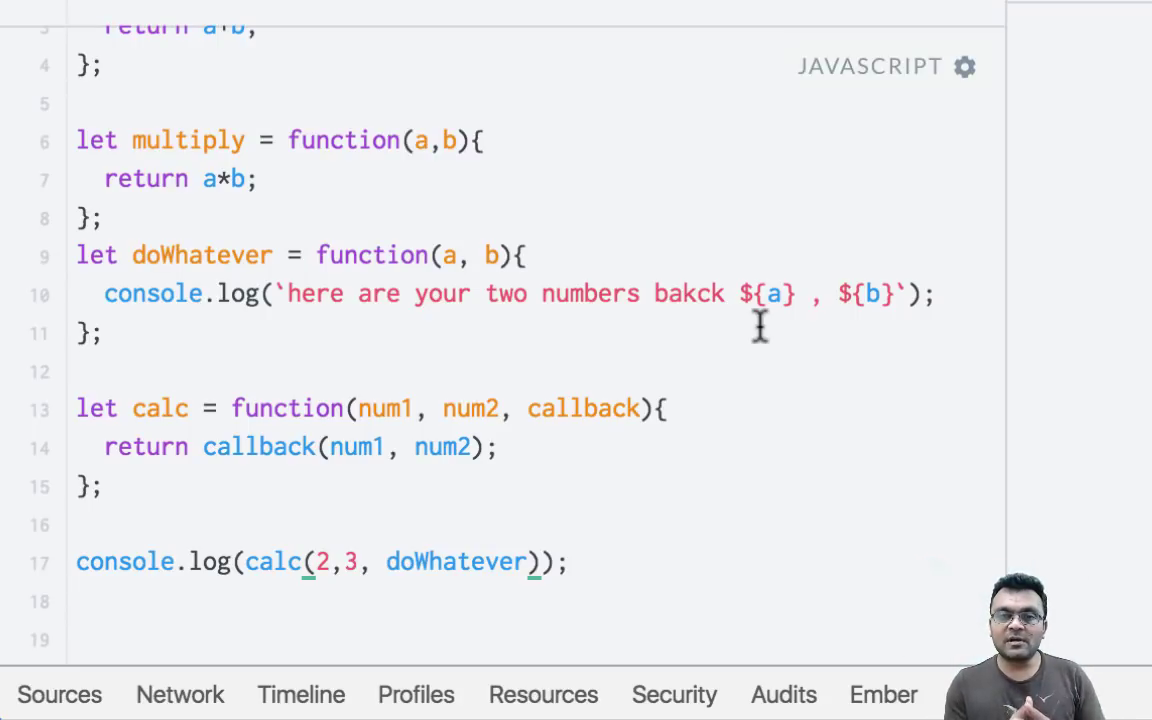 3 return a+b;
JAVASCRIPT
4 };
5
6 let multiply = function(a,b){
7 return a*b;
8 };
9 let doWhatever = function(a, b){
10 console.log(`here are your two numbers bakck ${a} , ${b}`);
11 };
12
13 let calc = function(num1, num2, callback){
14 return callback(num1, num2);
15 };
16
17 console.log(calc(2,3, doWhatever));
18
19
Sources Network Timeline Profiles Resources Security Audits Ember